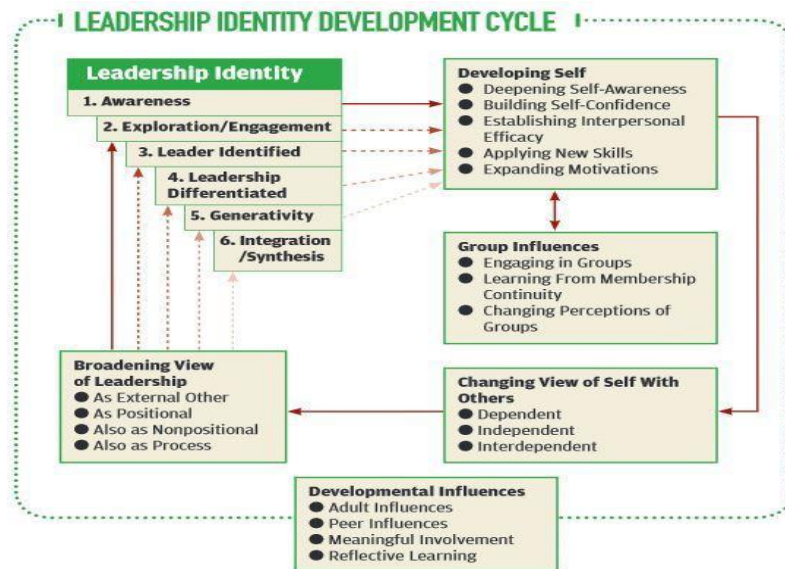 LEADERSHIP IDENTITY DEVELOPMENT CYCLE
Leadership Identity
1. Awareness
2. Exploration/Engagement
3. Leader Identified
4. Leadership
Differentiated
5. Generativity
6. Integration
/Synthesis
Developing Self
● Deepening Self-Awareness
● Building Self-Confidence
● Establishing Interpersonal
Efficacy
● Applying New Skills
● Expanding Motivations
Group Influences
● Engaging in Groups
● Learning From Membership
Continuity
● Changing Perceptions of
Groups
Broadening View
of Leadership
● As External Other
● As Positional
● Also as Nonpositional
● Also as Process
Changing View of Self With
Others
● Dependent
● Independent
● Interdependent
Developmental Influences
● Adult Influences
● Peer Influences
● Meaningful Involvement
● Reflective Learning